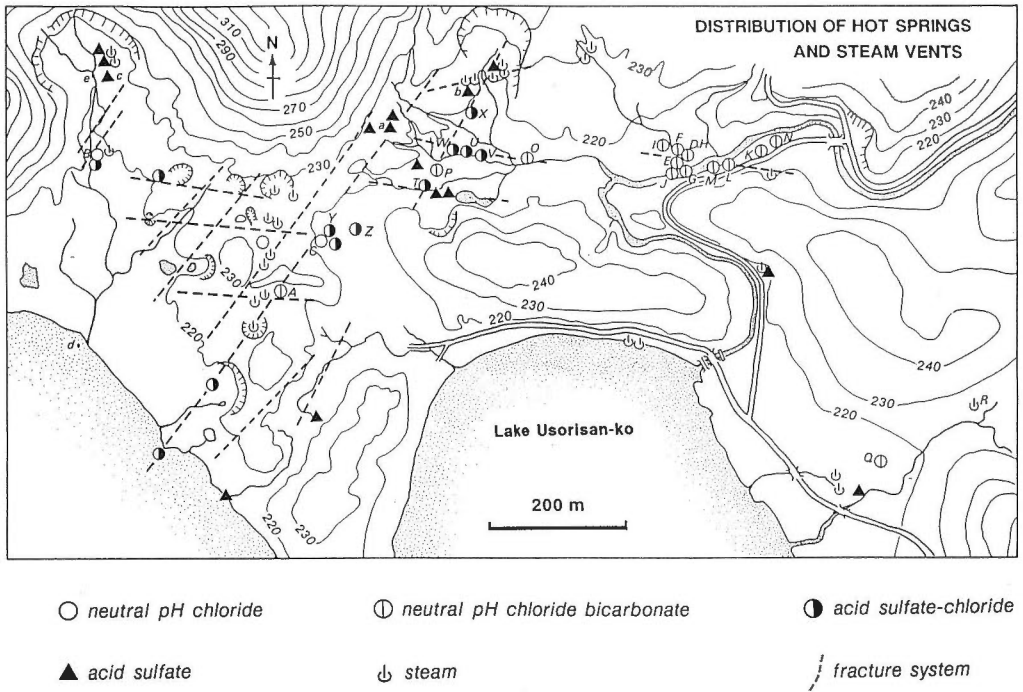 DISTRIBUTION OF HOT SPRINGS
AND STEAM VENTS
N
310
290
270
250
230
230
220
240
230
e
c
b
X
a
W
U
V
O
P
T
I
F
D
H
E
J
G
M
L
K
N
B
Y
Z
S
A
230
220
240
230
220
240
230
220
d
R
Q
220
230
Lake Usorisan-ko
200 m
neutral pH chloride
neutral pH chloride bicarbonate
acid sulfate-chloride
acid sulfate
steam
fracture system